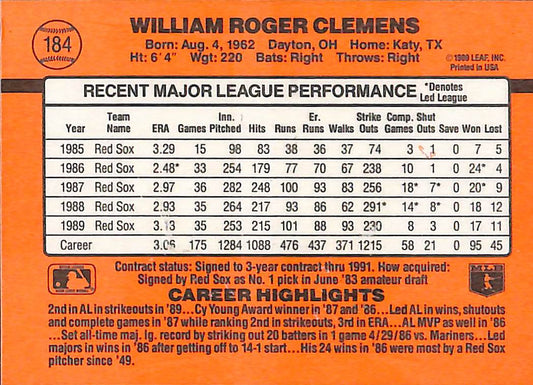 184
WILLIAM ROGER CLEMENS
Born: Aug. 4, 1962 Dayton, OH Home: Katy, TX
Ht: 6'4" Wgt: 220 Bats: Right Throws: Right
©1989 LEAF, INC.
Printed in USA
RECENT MAJOR LEAGUE PERFORMANCE *Denotes Led League
Year Team Name ERA Games Inn. Pitched Hits Runs Er. Runs Walks Strike Outs Comp. Games Shut Outs Save Won Lost
1985 Red Sox 3.29 15 98 83 38 36 37 74 3 1 0 7 5
1986 Red Sox 2.48* 33 254 179 77 70 67 238 10 1 0 24* 4
1987 Red Sox 2.97 36 282 248 100 93 83 256 18* 7* 0 20* 9
1988 Red Sox 2.93 35 264 217 93 86 62 291* 14* 8* 0 18 12
1989 Red Sox 3.13 35 253 215 101 88 93 230 8 3 0 17 11
Career 3.06 175 1284 1088 476 437 371 1215 58 21 0 95 45
Contract status: Signed to 3-year contract thru 1991. How acquired:
Signed by Red Sox as No. 1 pick in June '83 amateur draft
MLB
CAREER HIGHLIGHTS
2nd in AL in strikeouts in '89...Cy Young Award winner in '87 and '86...Led AL in wins, shutouts
and complete games in '87 while ranking 2nd in strikeouts, 3rd in ERA...AL MVP as well in '86
...Set all-time maj. lg. record by striking out 20 batters in 1 game 4/29/86 vs. Mariners...Led
majors in wins in '86 after getting off to 14-1 start...His 24 wins in '86 were most by a Red Sox
pitcher since '49.